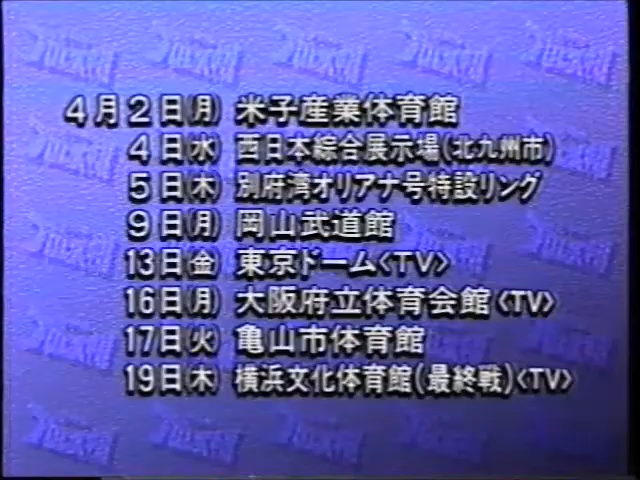 4月2日(月) 米子産業体育館
4日(水) 西日本綜合展示場(北九州市)
5日(木) 別府湾オリアナ号特設リング
9日(月) 岡山武道館
13日(金) 東京ドーム<TV>
16日(月) 大阪府立体育会館<TV>
17日(火) 亀山市体育館
19日(木) 横浜文化体育館(最終戦)<TV>